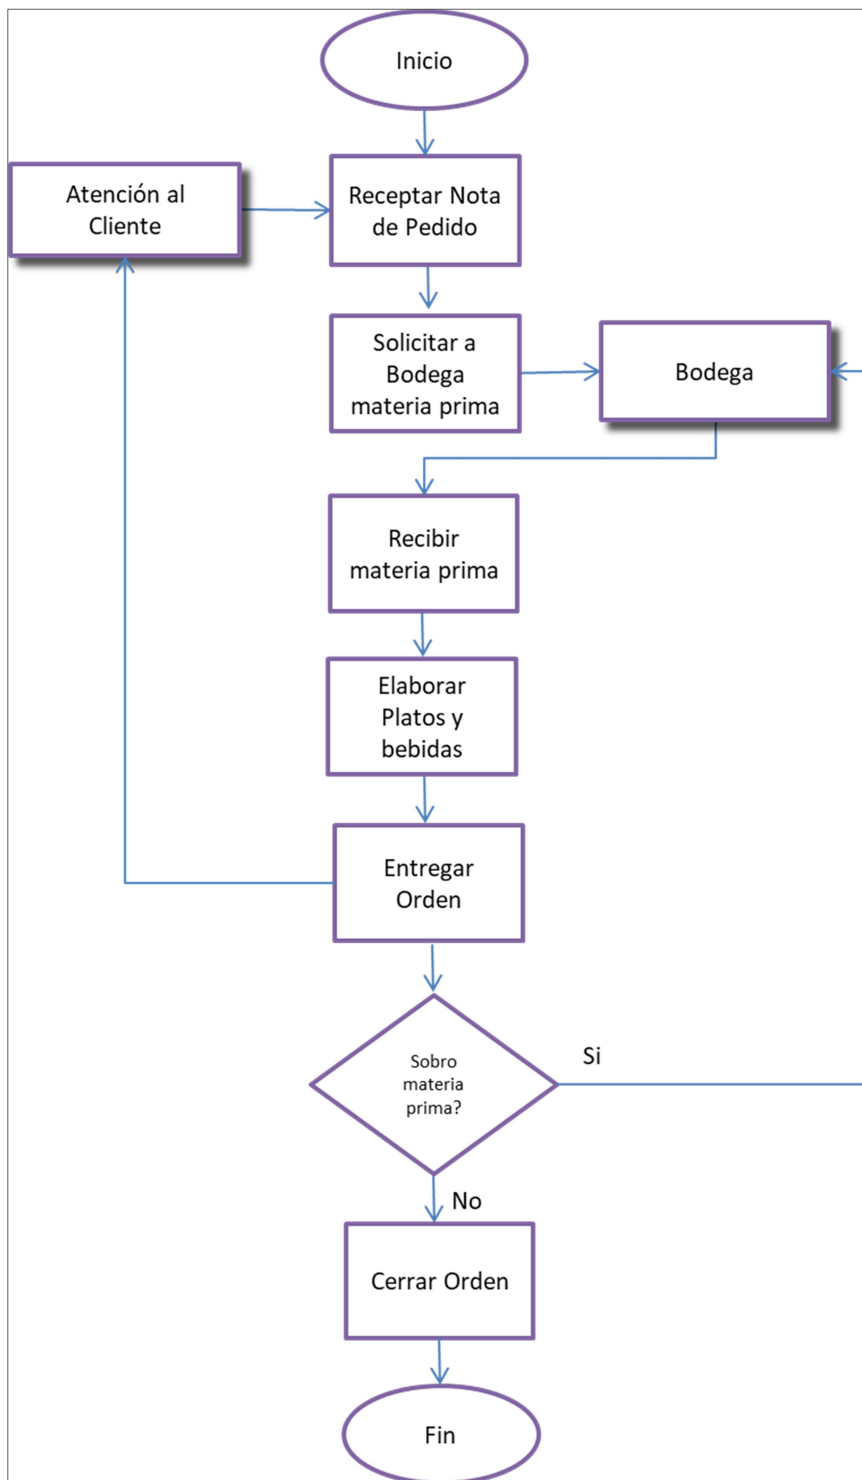 Inicio
Atención al
Cliente
Receptar Nota
de Pedido
Solicitar a
Bodega
materia prima
Bodega
Recibir
materia prima
Elaborar
Platos y
bebidas
Entregar
Orden
Sobro
materia
prima?
Si
No
Cerrar Orden
Fin